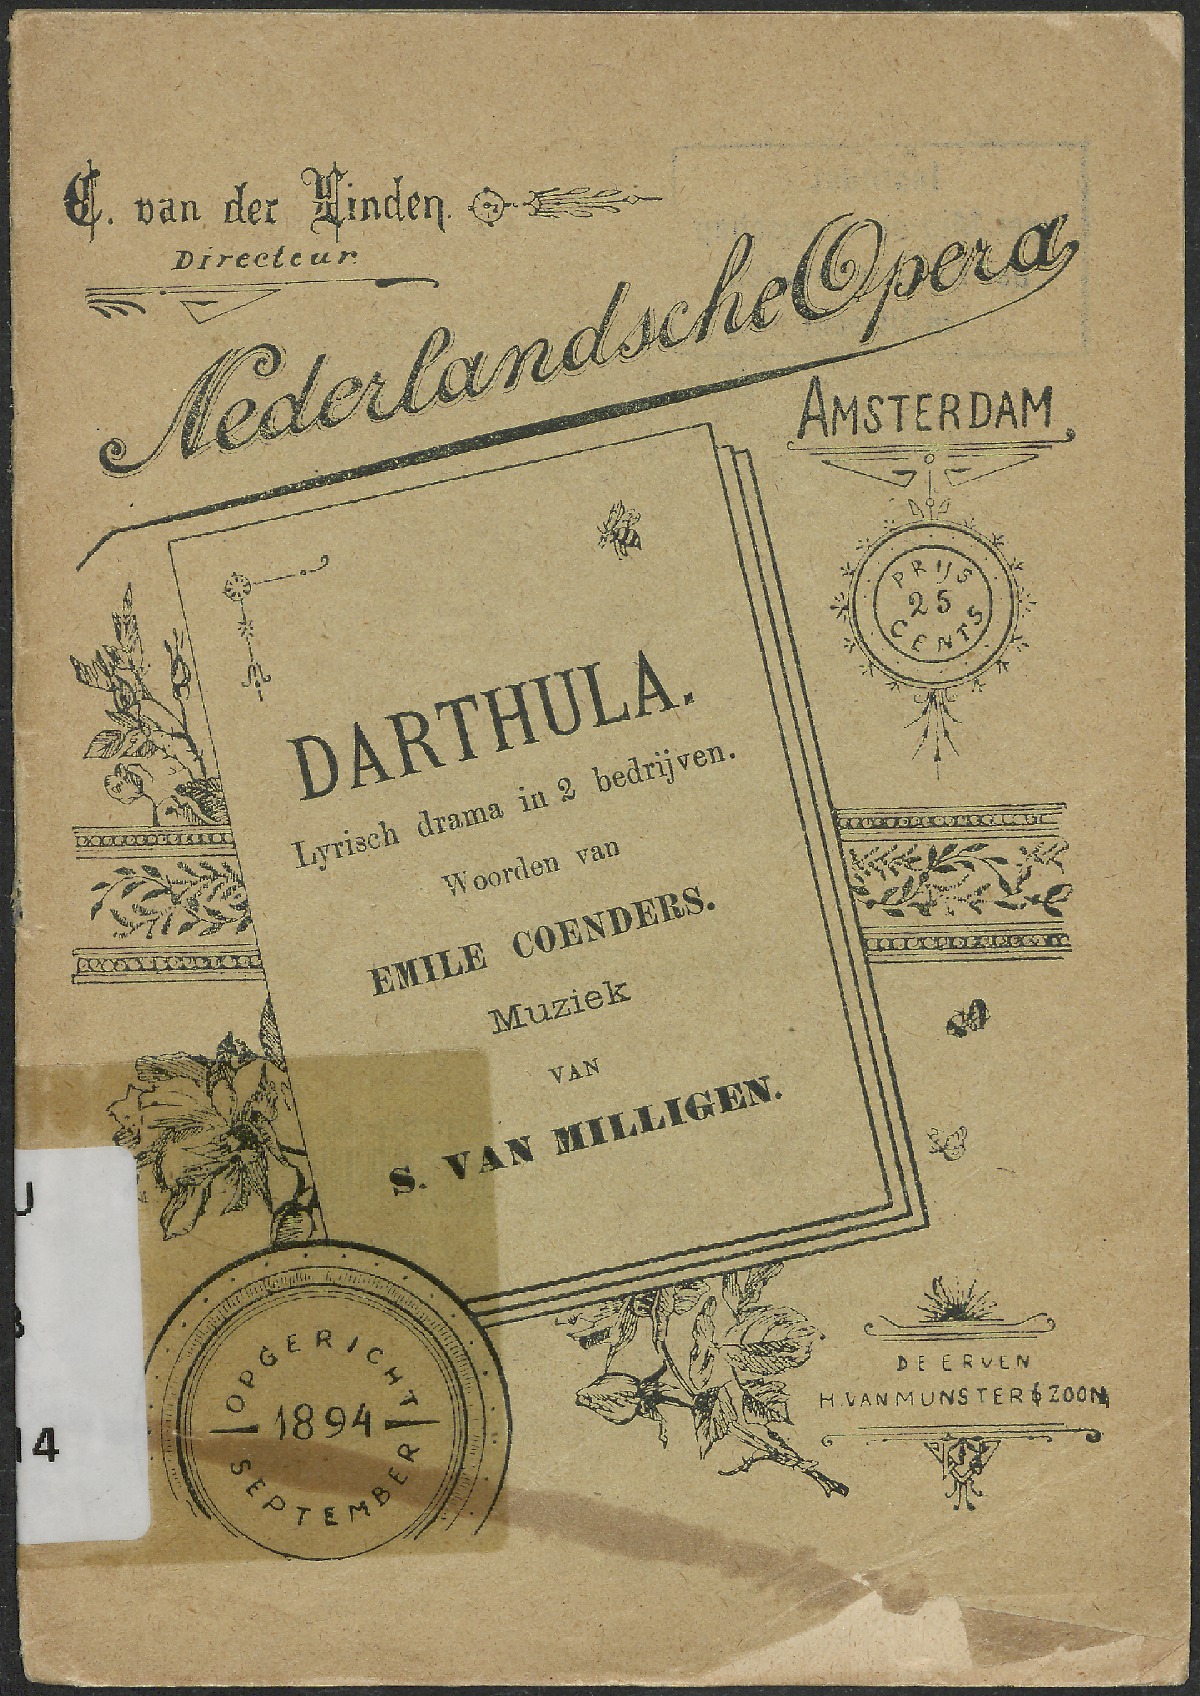 C. van der Linden.
Directeur
Nederlandsche Opera
AMSTERDAM
PRIJS
25
CENTS
DARTHULA.
Lyrisch drama in 2 bedrijven.
Woorden van
EMILE COENDERS.
Muziek
VAN
S. VAN MILLIGEN.
OPGERICHT
1894
SEPTEMBER
DE ERVEN
H. VAN MUNSTER & ZOON
14